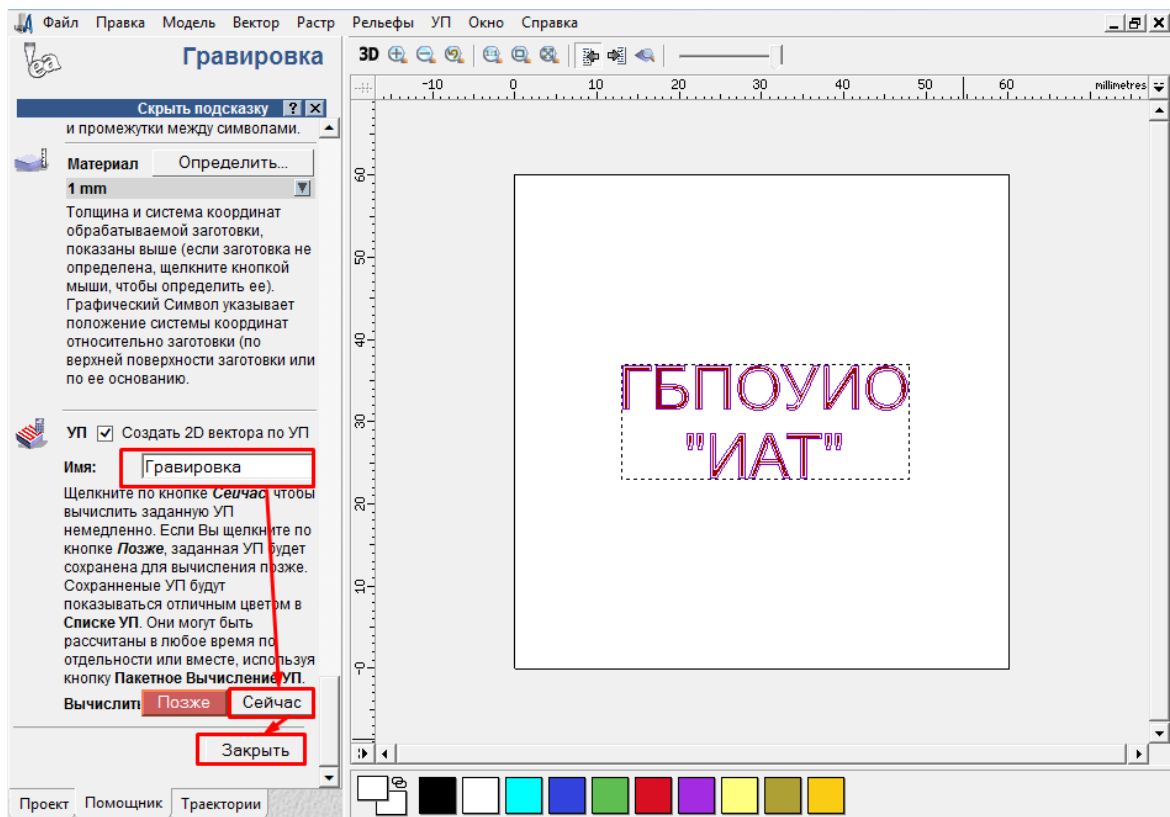 Файл Правка Модель Вектор Растр Рельефы УП Окно Справка
Гравировка
3D
Скрыть подсказку ? X
и промежутки между символами.
Материал Определить...
1 mm
Толщина и система координат
обрабатываемой заготовки,
показаны выше (если заготовка не
определена, щелкните кнопкой
мыши, чтобы определить ее).
Графический Символ указывает
положение системы координат
относительно заготовки (по
верхней поверхности заготовки или
по ее основанию.
УП Создать 2D вектора по УП
Имя: Гравировка
Щелкните по кнопке Сейчас, чтобы
вычислить заданную УП
немедленно. Если Вы щелкните по
кнопке Позже, заданная УП будет
сохранена для вычисления позже.
Сохранненые УП будут
показываться отличным цветом в
Списке УП. Они могут быть
рассчитаны в любое время по
отдельности или вместе, используя
кнопку Пакетное Вычисление УП.
Вычислить Позже Сейчас
Закрыть
Проект Помощник Траектории
-10 0 10 20 30 40 50 60 millimetres
60
50
40
30
20
10
0
ГБПОУИО
"ИАТ"